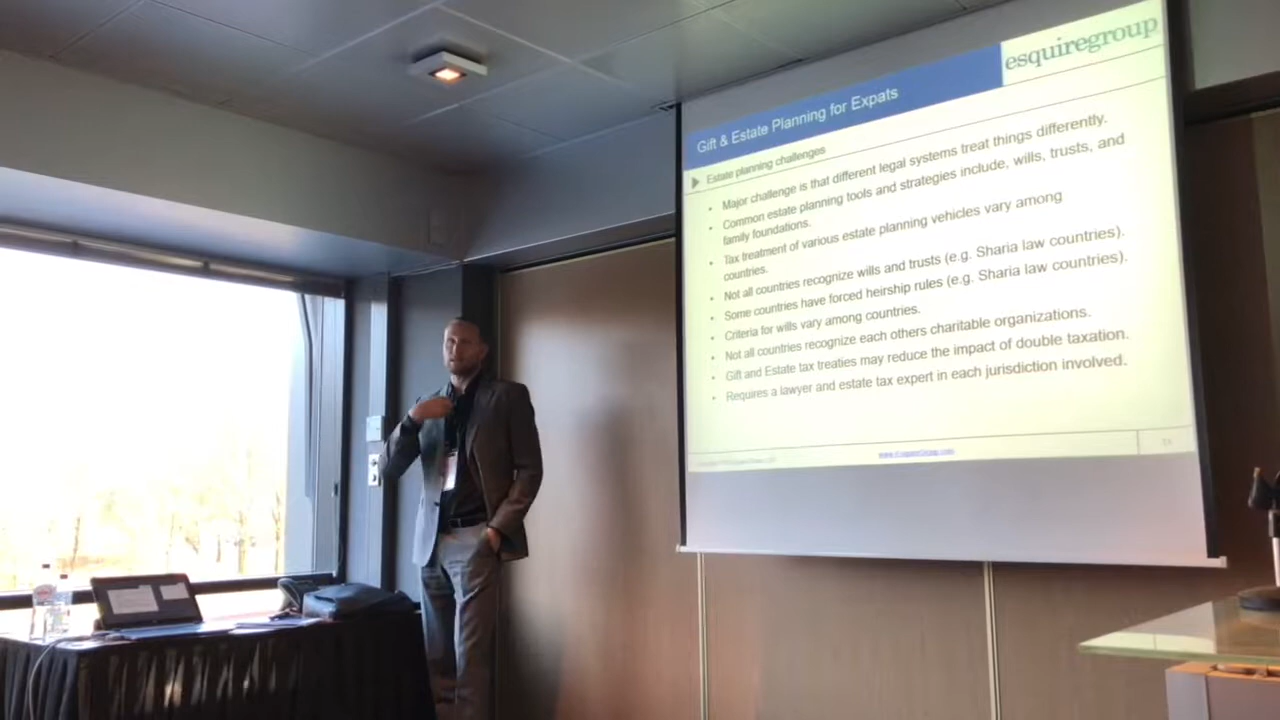 esquiregroup
Gift & Estate Planning for Expats
Estate planning challenges
• Major challenge is that different legal systems treat things differently.
• Common estate planning tools and strategies include, wills, trusts, and
family foundations.
• Tax treatment of various estate planning vehicles vary among
countries.
• Not all countries recognize wills and trusts (e.g. Sharia law countries).
• Some countries have forced heirship rules (e.g. Sharia law countries).
• Criteria for wills vary among countries.
• Not all countries recognize each others charitable organizations.
• Gift and Estate tax treaties may reduce the impact of double taxation.
• Requires a lawyer and estate tax expert in each jurisdiction involved.
www.EsquireGroup.com